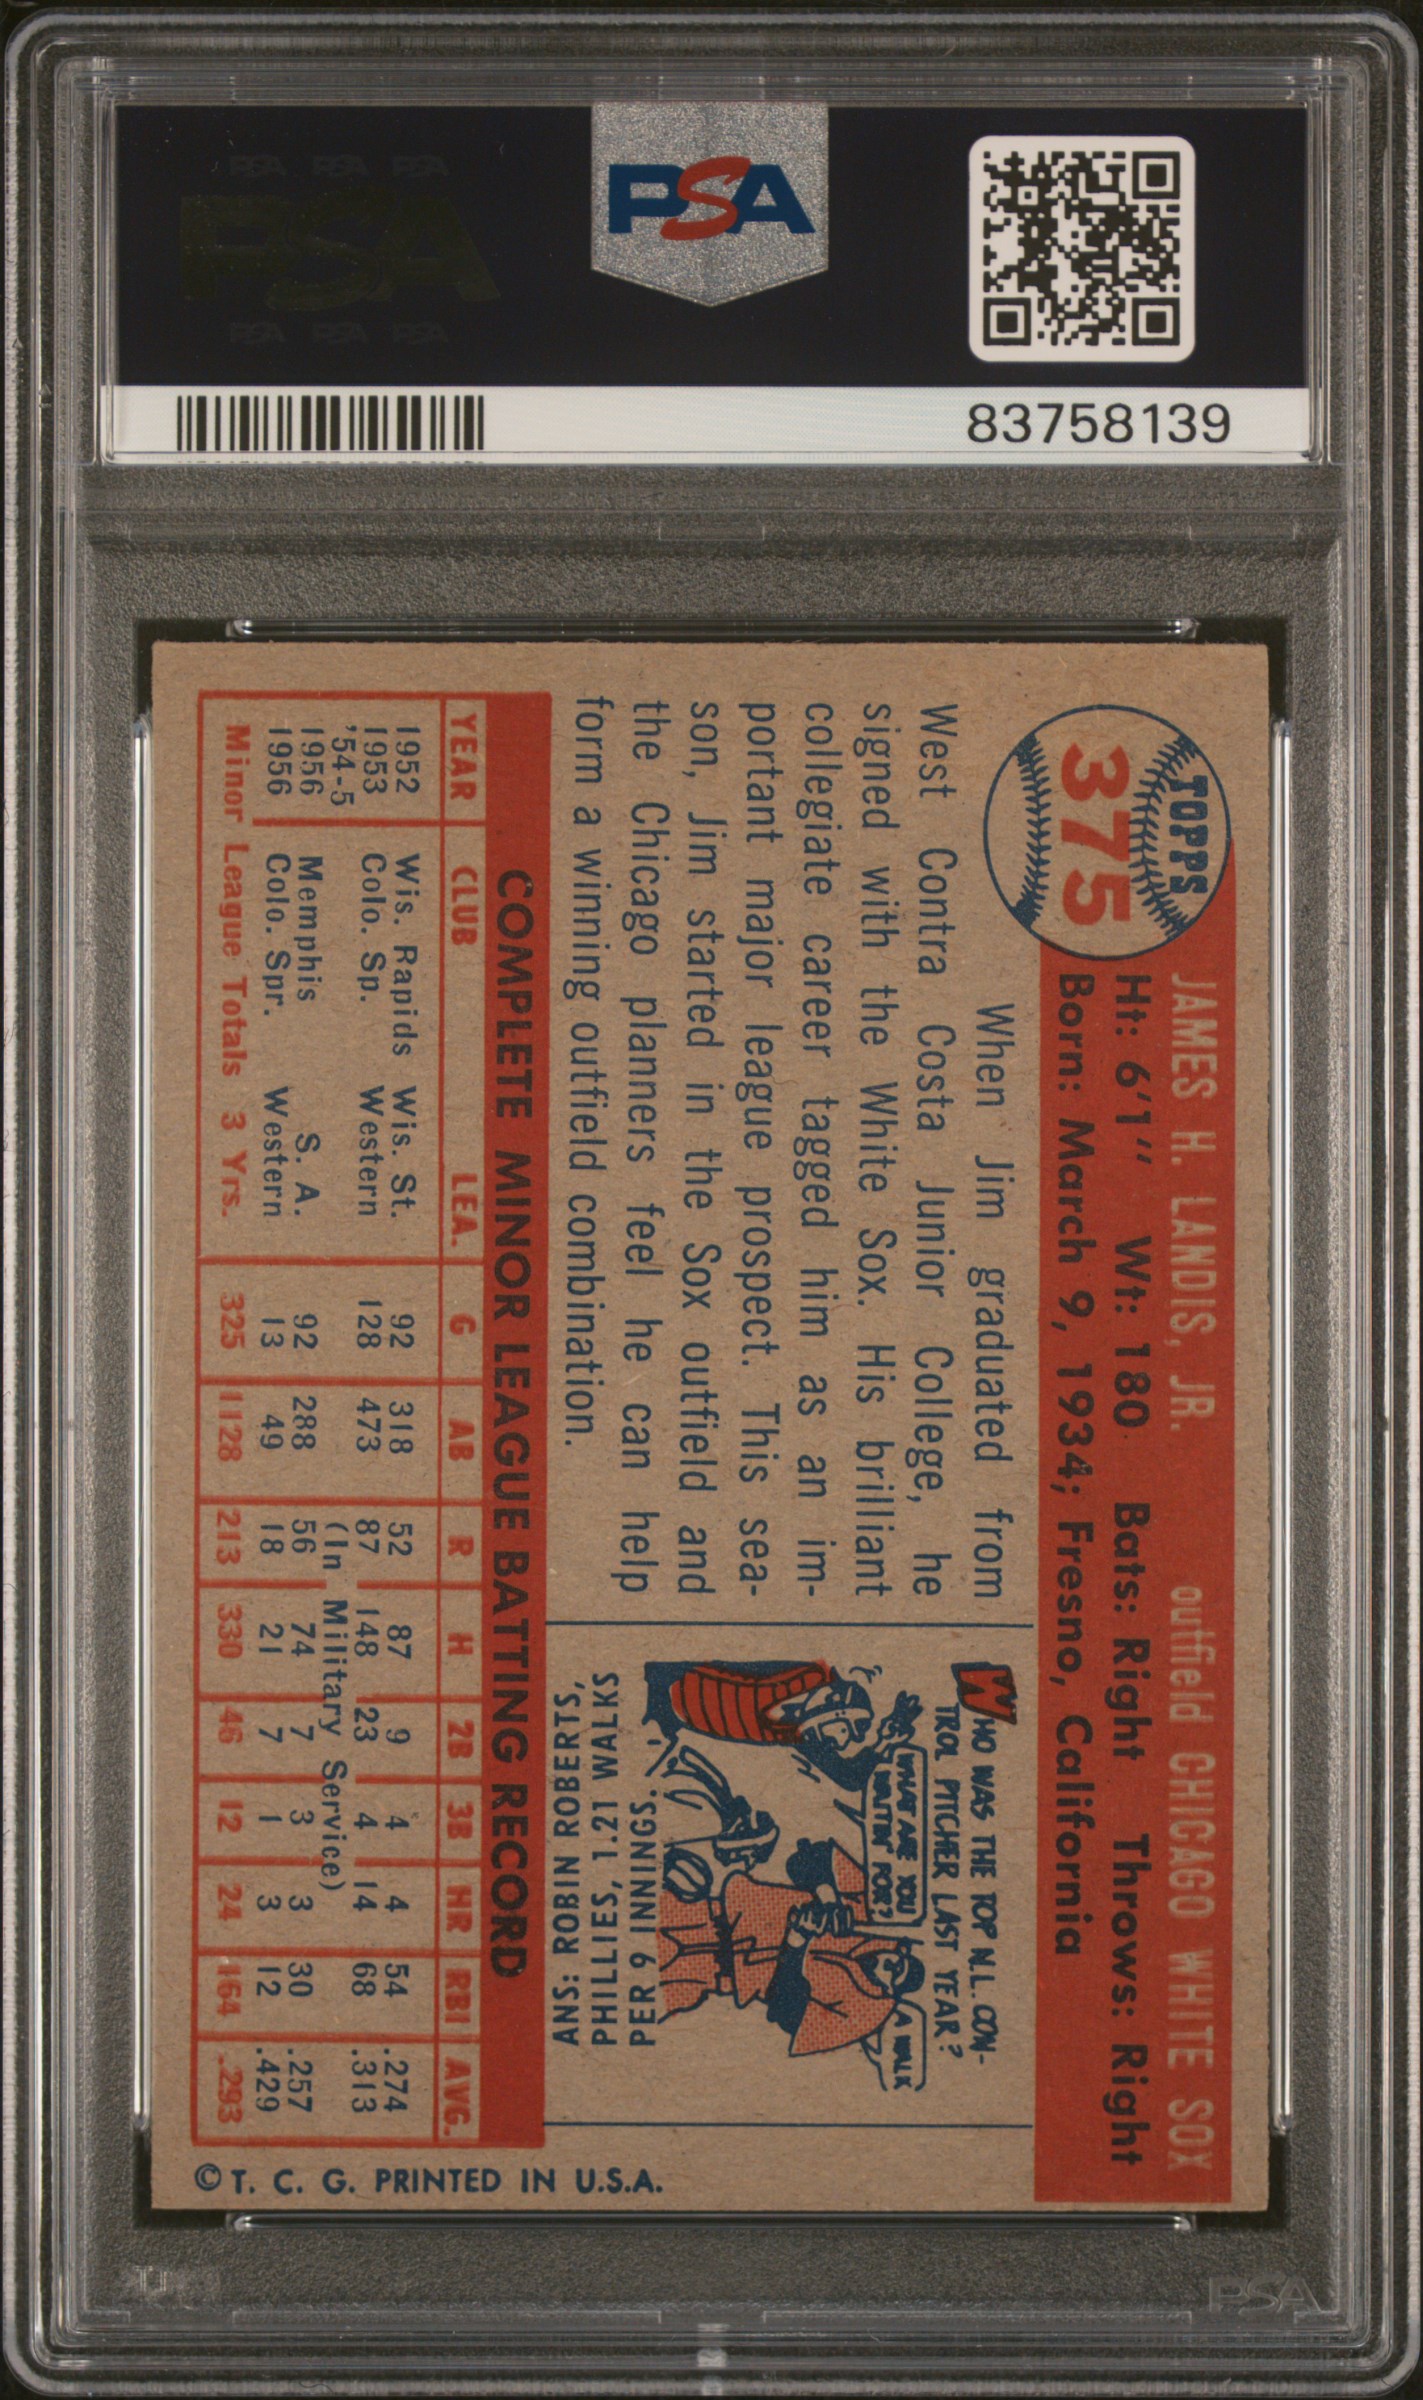 PSA PSA PSA
PSA
PSA PSA PSA
PSA
83758139
TOPPS
375
JAMES H. LANDIS, JR. outfield CHICAGO WHITE SOX
Ht: 6'1" Wt: 180 Bats: Right Throws: Right
Born: March 9, 1934; Fresno, California
When Jim graduated from
West Contra Costa Junior College, he
signed with the White Sox. His brilliant
collegiate career tagged him as an im-
portant major league prospect. This sea-
son, Jim started in the Sox outfield and
the Chicago planners feel he can help
form a winning outfield combination.
WHO WAS THE TOP N.L. CON-
TROL PITCHER LAST YEAR?
WHAT ARE YOU
WAITIN' FOR?
A WALK
ANS: ROBIN ROBERTS,
PHILLIES, 1.21 WALKS
PER 9 INNINGS.
COMPLETE MINOR LEAGUE BATTING RECORD
YEAR CLUB LEA. G AB R H 2B 3B HR RBI AVG.
1952 Wis. Rapids Wis. St. 92 318 52 87 9 4 4 54 .274
1953 Colo. Sp. Western 128 473 87 148 23 4 14 68 .313
'54-5 (In Military Service)
1956 Memphis S. A. 92 288 56 74 7 3 3 30 .257
1956 Colo. Spr. Western 13 49 18 21 7 1 3 12 .429
Minor League Totals 3 Yrs. 325 1128 213 330 46 12 24 164 .293
© T. C. G. PRINTED IN U.S.A.
PSA